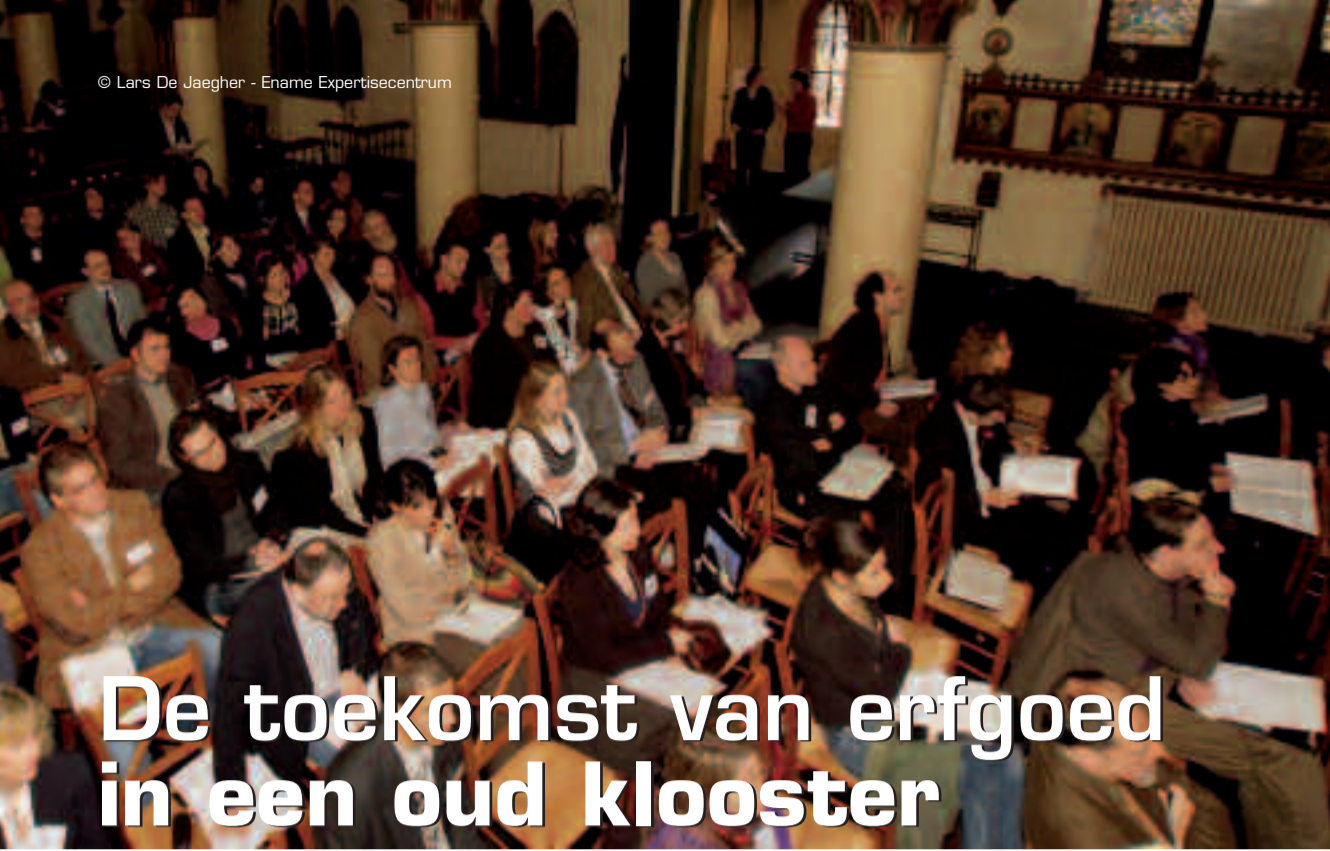 © Lars De Jaegher - Ename Expertisecentrum
De toekomst van erfgoed
in een oud klooster